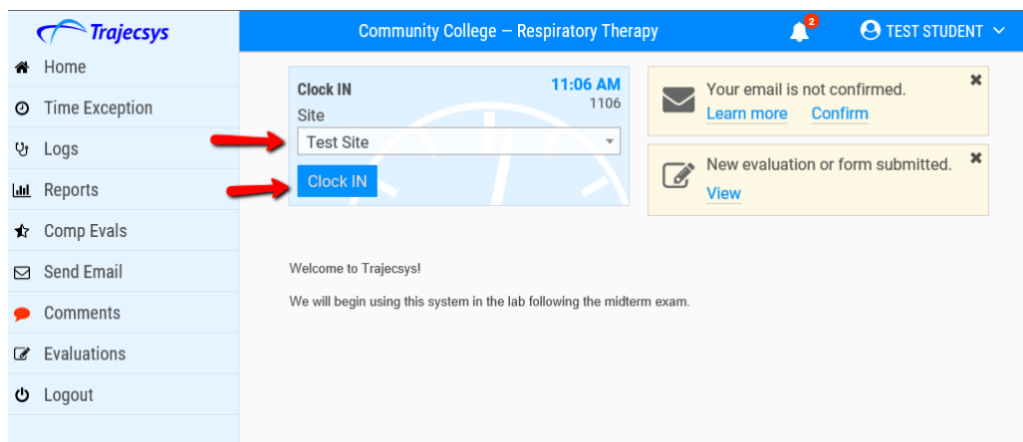 Trajecsys
Community College – Respiratory Therapy
2
TEST STUDENT
Home
Time Exception
Logs
Reports
Comp Evals
Send Email
Comments
Evaluations
Logout
Clock IN
11:06 AM
1106
Site
Test Site
Clock IN
Your email is not confirmed.
Learn more Confirm
New evaluation or form submitted.
View
Welcome to Trajecsys!
We will begin using this system in the lab following the midterm exam.